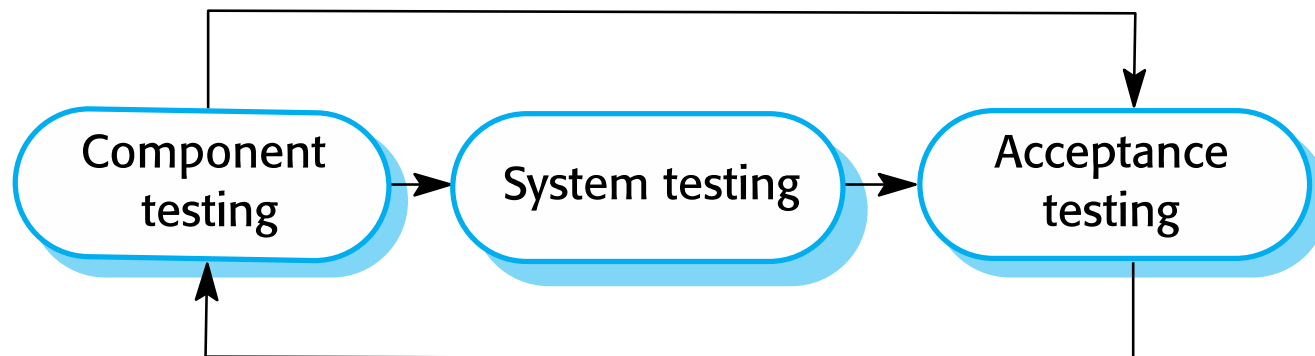 Component
testing
System testing
Acceptance
testing